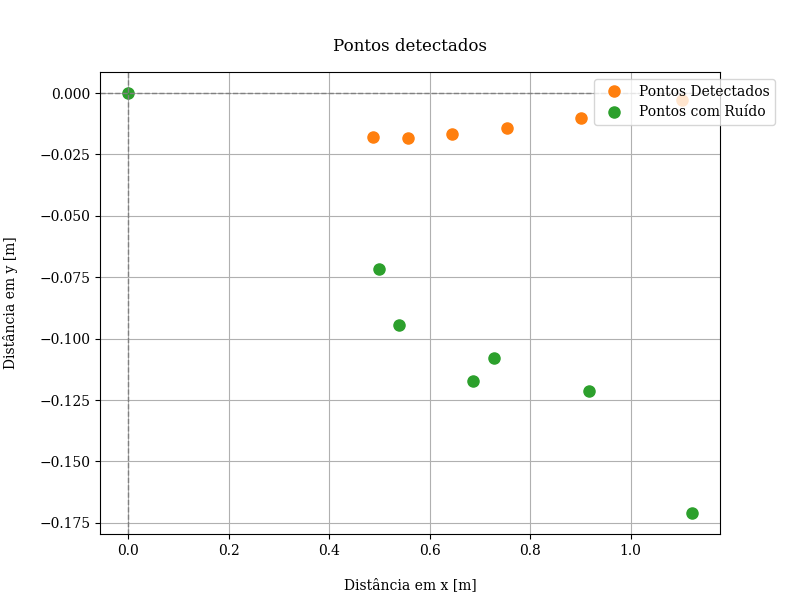 Pontos detectados
Pontos Detectados
Pontos com Ruído
0.000
−0.025
−0.050
−0.075
−0.100
−0.125
−0.150
−0.175
Distância em y [m]
0.0 0.2 0.4 0.6 0.8 1.0
Distância em x [m]